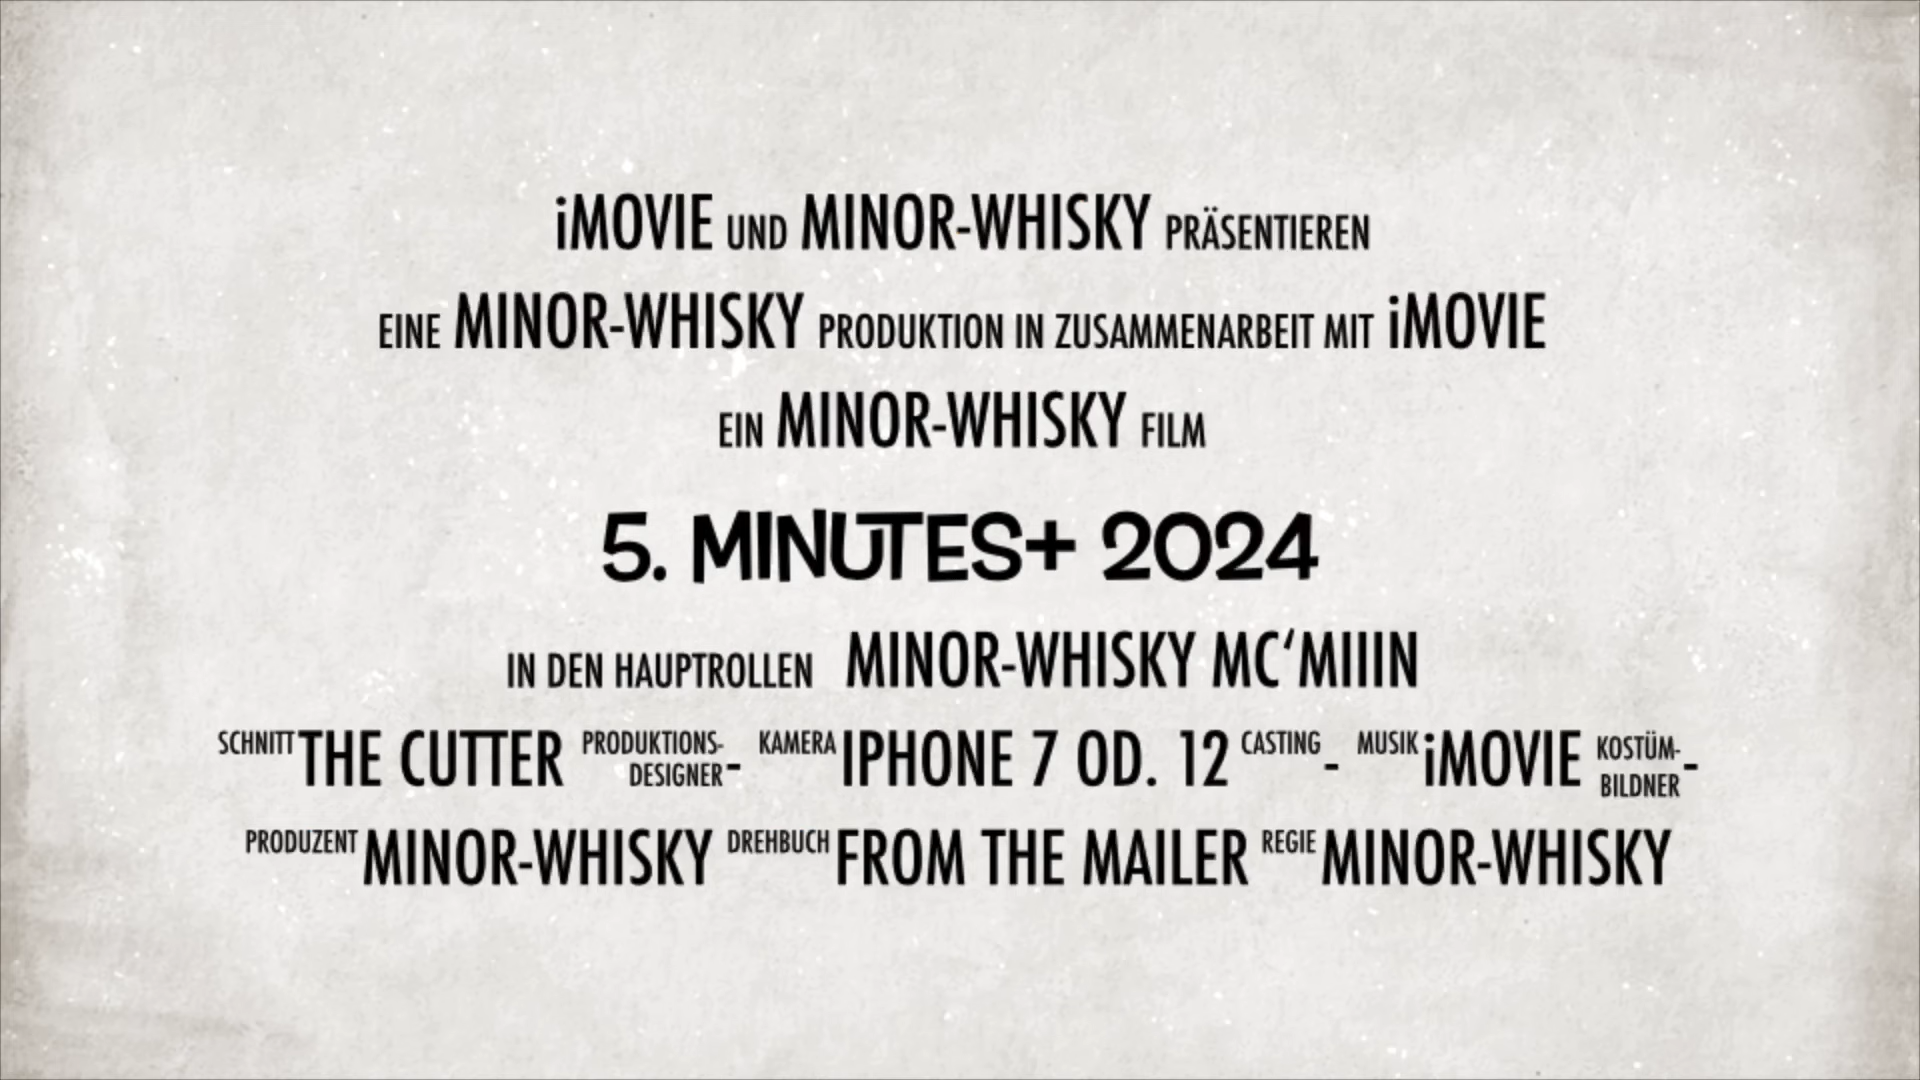 iMOVIE UND MINOR-WHISKY PRÄSENTIEREN
EINE MINOR-WHISKY PRODUKTION IN ZUSAMMENARBEIT MIT iMOVIE
EIN MINOR-WHISKY FILM
5. MINUTES+ 2024
IN DEN HAUPTROLLEN MINOR-WHISKY MC‘MIIIN
SCHNITT THE CUTTER PRODUKTIONS-DESIGNER - KAMERA IPHONE 7 OD. 12 CASTING - MUSIK iMOVIE KOSTÜM-BILDNER -
PRODUZENT MINOR-WHISKY DREHBUCH FROM THE MAILER REGIE MINOR-WHISKY